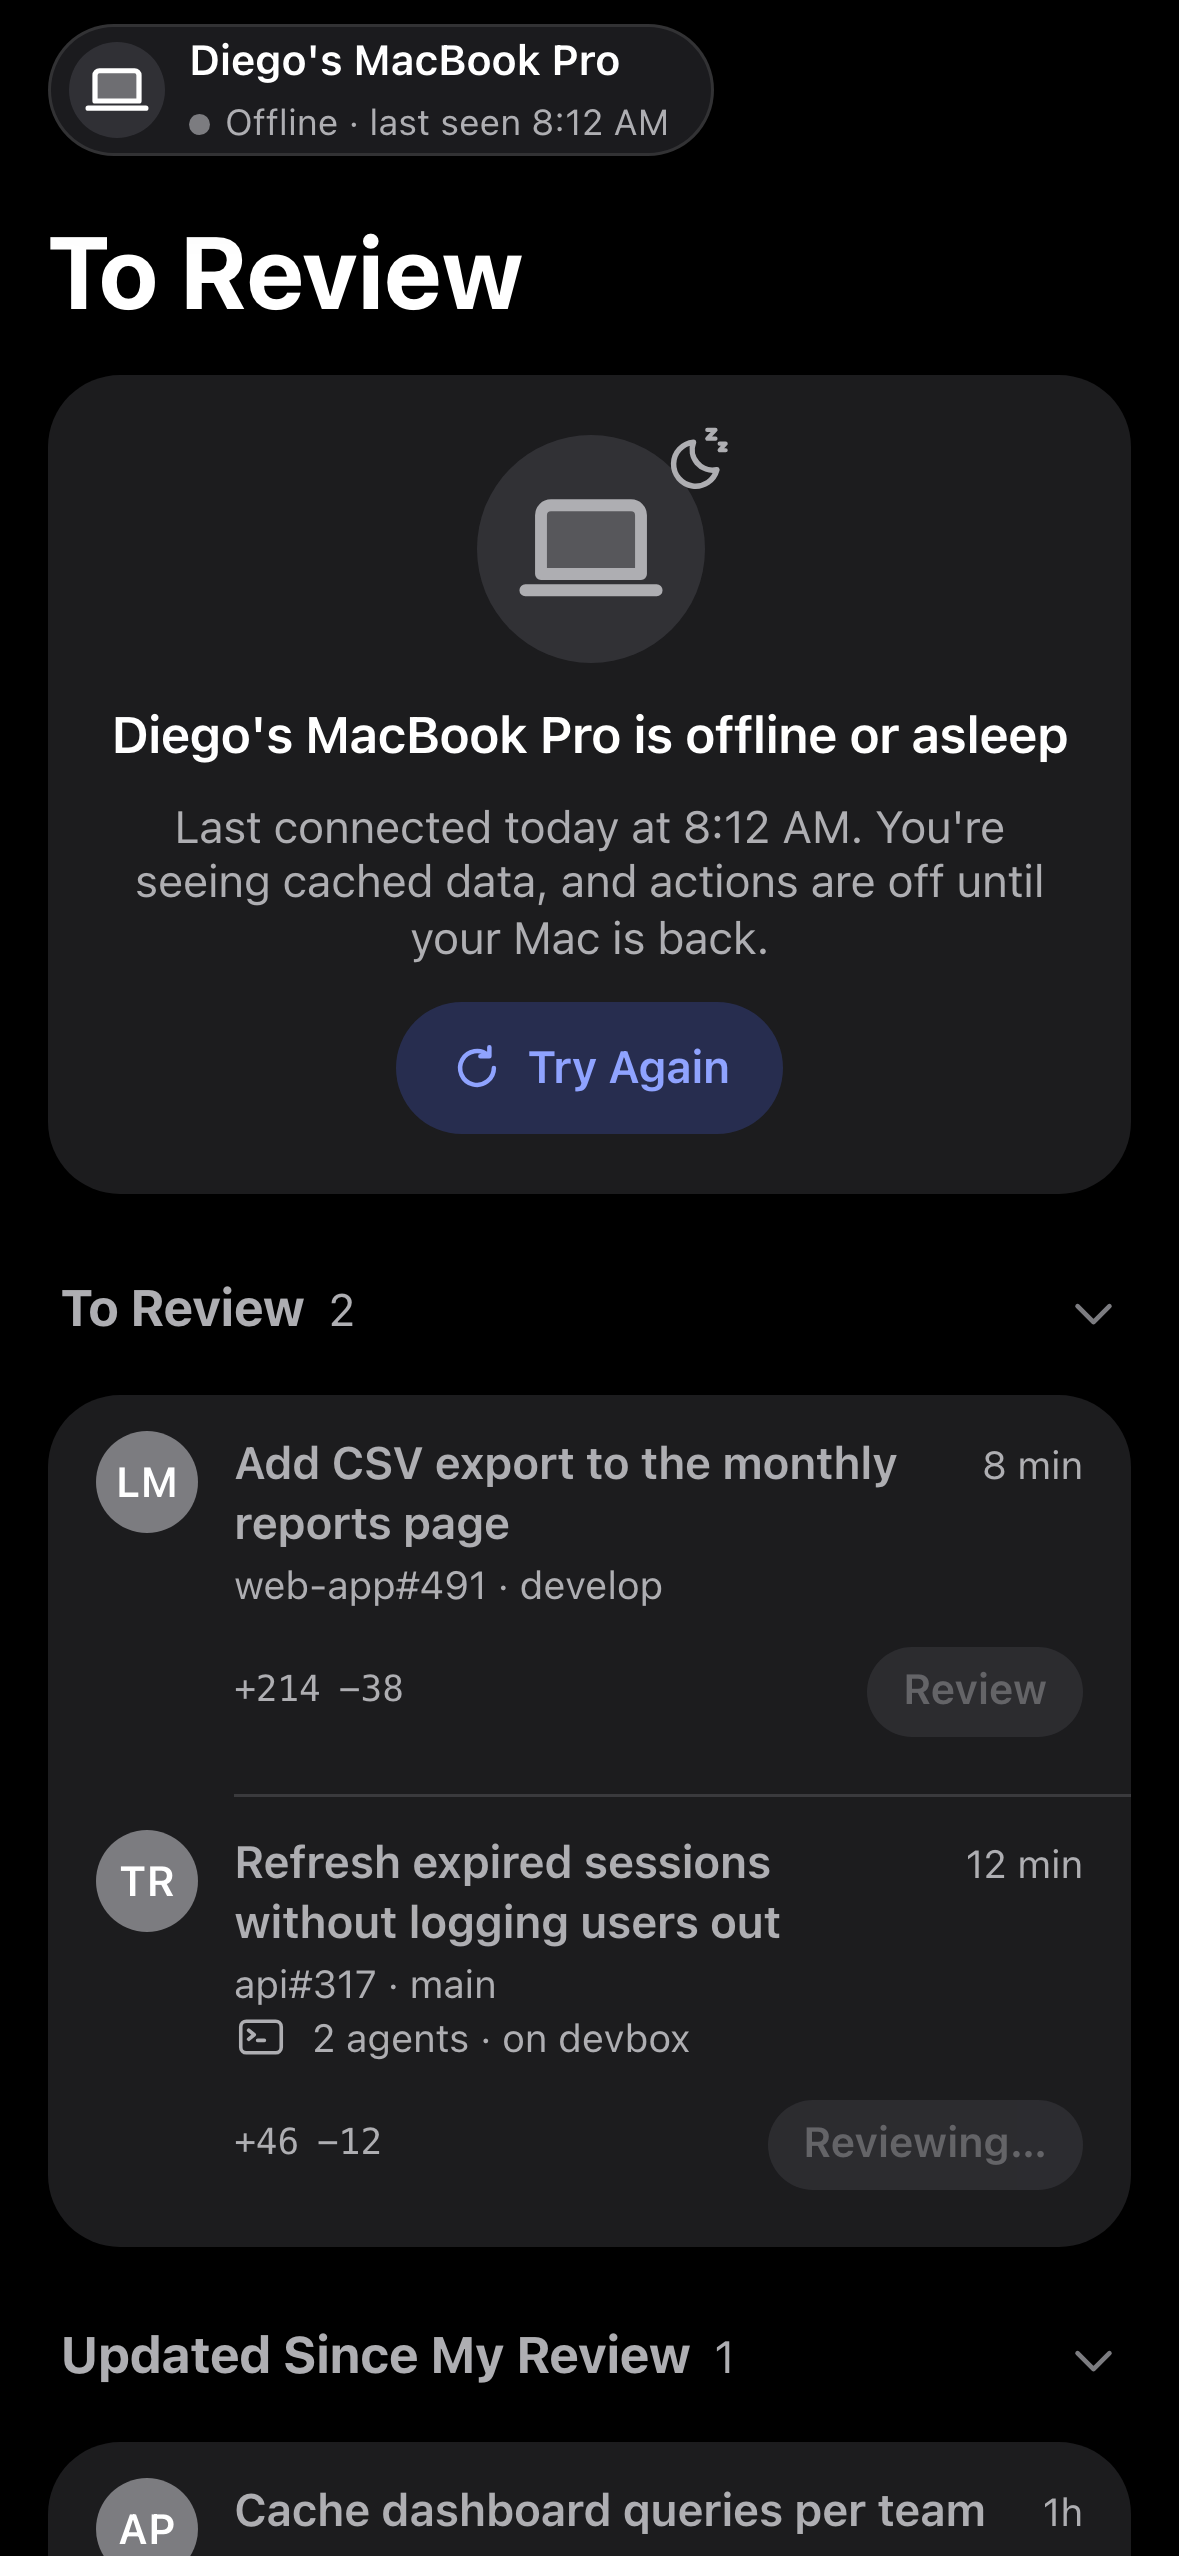 Diego's MacBook Pro
Offline · last seen 8:12 AM
To Review
Diego's MacBook Pro is offline or asleep
Last connected today at 8:12 AM. You're
seeing cached data, and actions are off until
your Mac is back.
Try Again
To Review 2
LM
Add CSV export to the monthly
8 min
reports page
web-app#491 · develop
+214 −38
Review
TR
Refresh expired sessions
12 min
without logging users out
api#317 · main
2 agents · on devbox
+46 −12
Reviewing...
Updated Since My Review 1
AP
Cache dashboard queries per team
1h